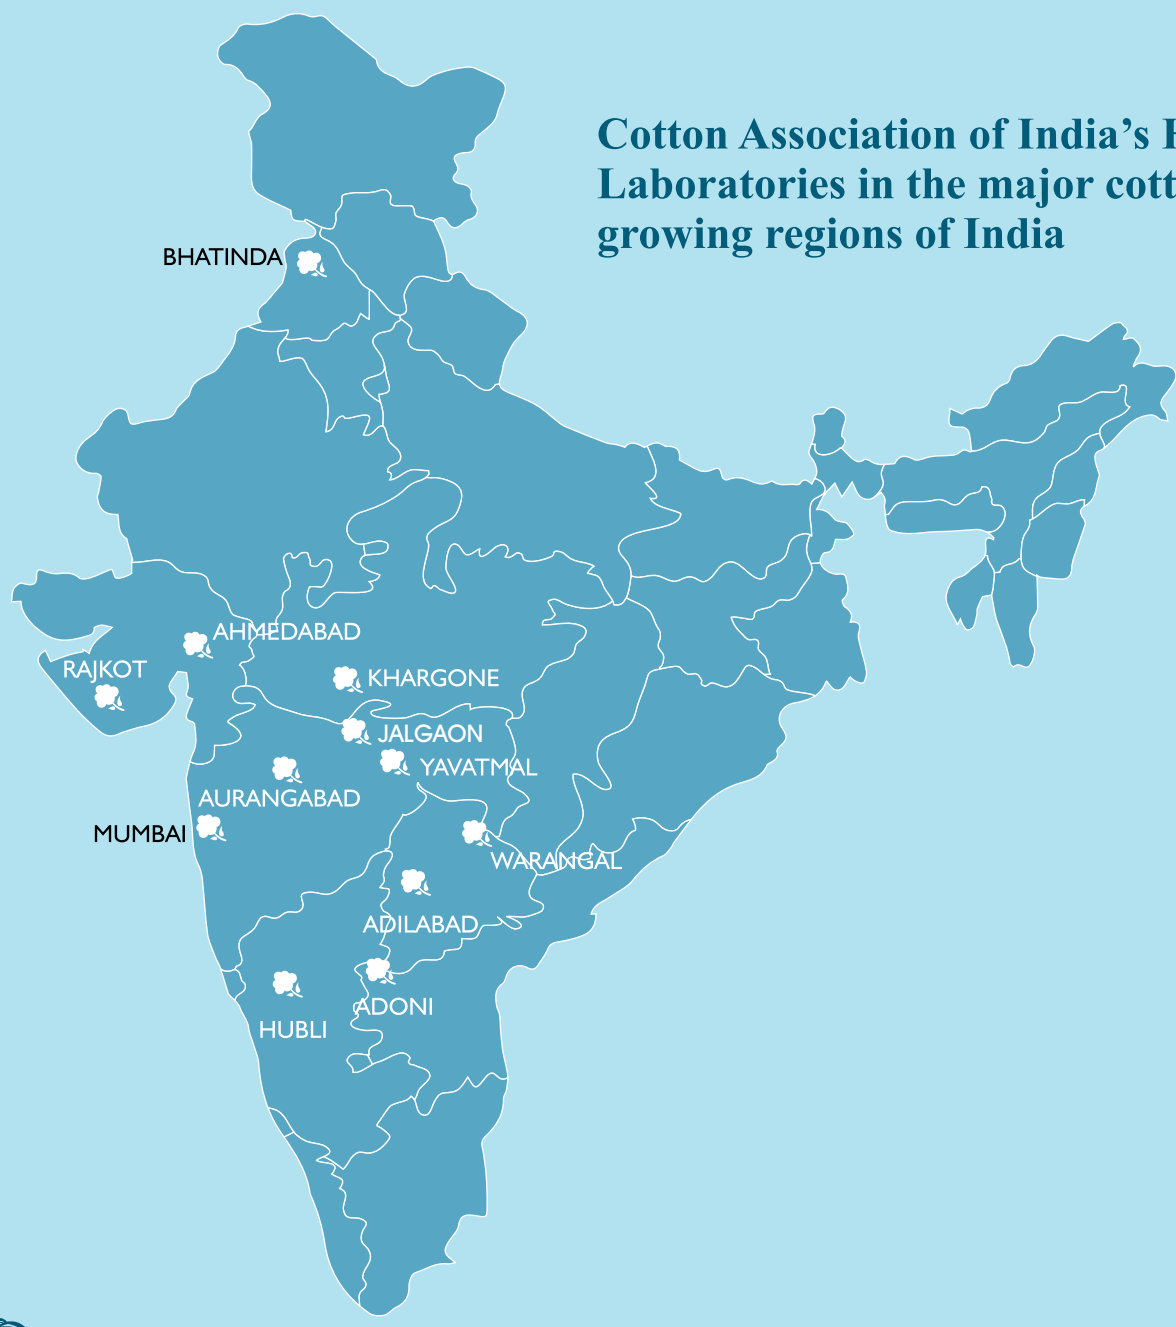 Cotton Association of India’s
Laboratories in the major
growing regions of India
BHATINDA
AHMEDABAD
RAJKOT
KHARGONE
JALGAON
YAVATMAL
AURANGABAD
MUMBAI
WARANGAL
ADILABAD
ADONI
HUBLI